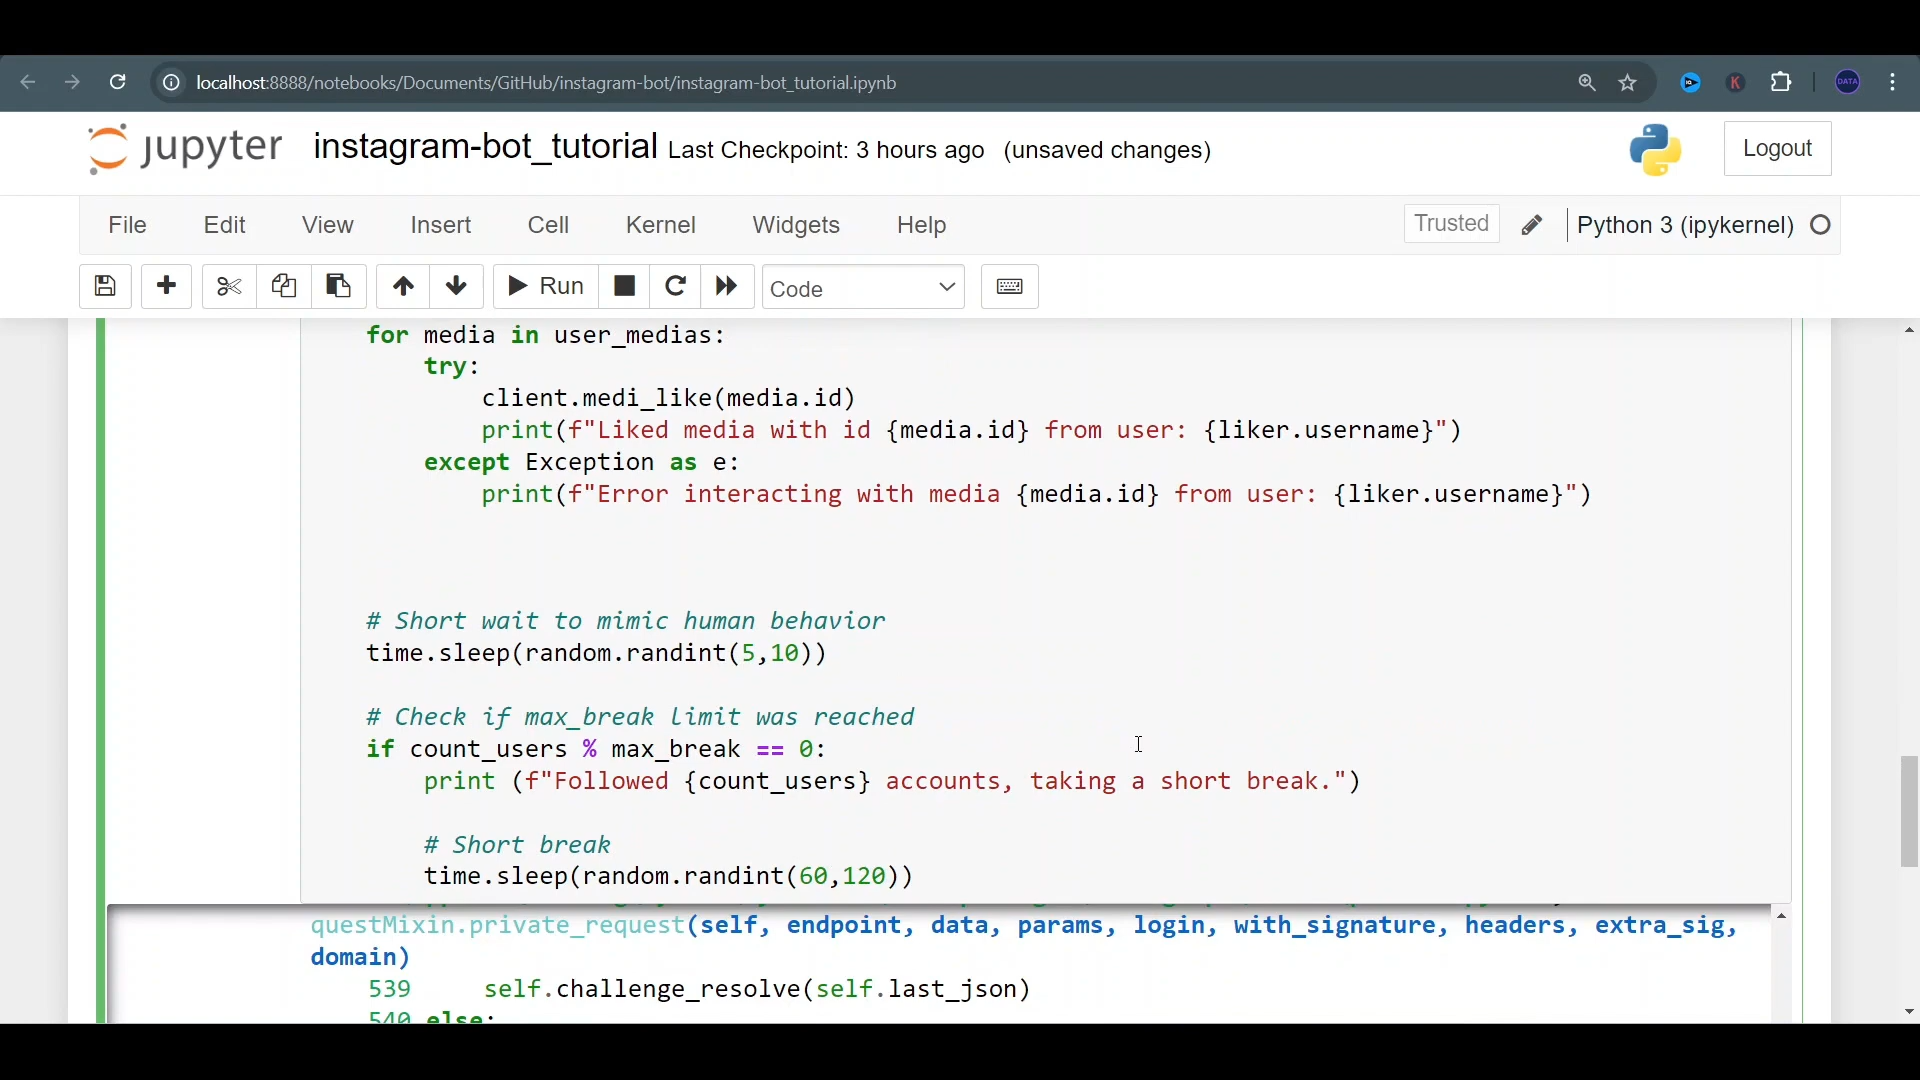 localhost:8888/notebooks/Documents/GitHub/instagram-bot/instagram-bot_tutorial.ipynb
K
DATA
jupyter instagram-bot_tutorial Last Checkpoint: 3 hours ago (unsaved changes)
Logout
File Edit View Insert Cell Kernel Widgets Help
Trusted
Python 3 (ipykernel)
Run
Code
for media in user_medias:
try:
client.medi_like(media.id)
print(f"Liked media with id {media.id} from user: {liker.username}")
except Exception as e:
print(f"Error interacting with media {media.id} from user: {liker.username}")
# Short wait to mimic human behavior
time.sleep(random.randint(5,10))
# Check if max_break limit was reached
if count_users % max_break == 0:
print (f"Followed {count_users} accounts, taking a short break.")
# Short break
time.sleep(random.randint(60,120))
questMixin.private_request(self, endpoint, data, params, login, with_signature, headers, extra_sig,
domain)
539 self.challenge_resolve(self.last_json)
540 else: